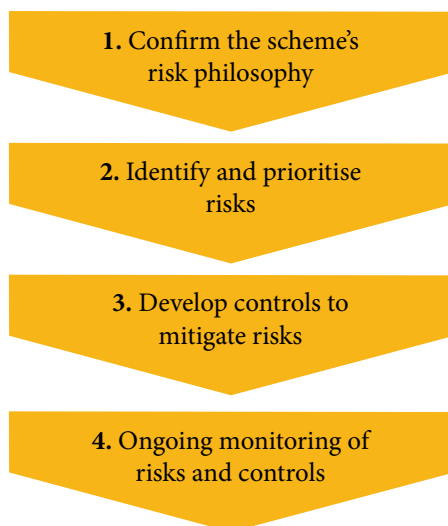 1. Confirm the scheme’s
risk philosophy
2. Identify and prioritise
risks
3. Develop controls to
mitigate risks
4. Ongoing monitoring of
risks and controls